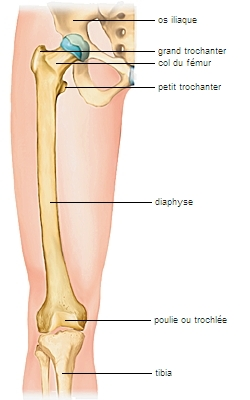 os iliaque
grand trochanter
col du fémur
petit trochanter
diaphyse
poulie ou trochlée
tibia